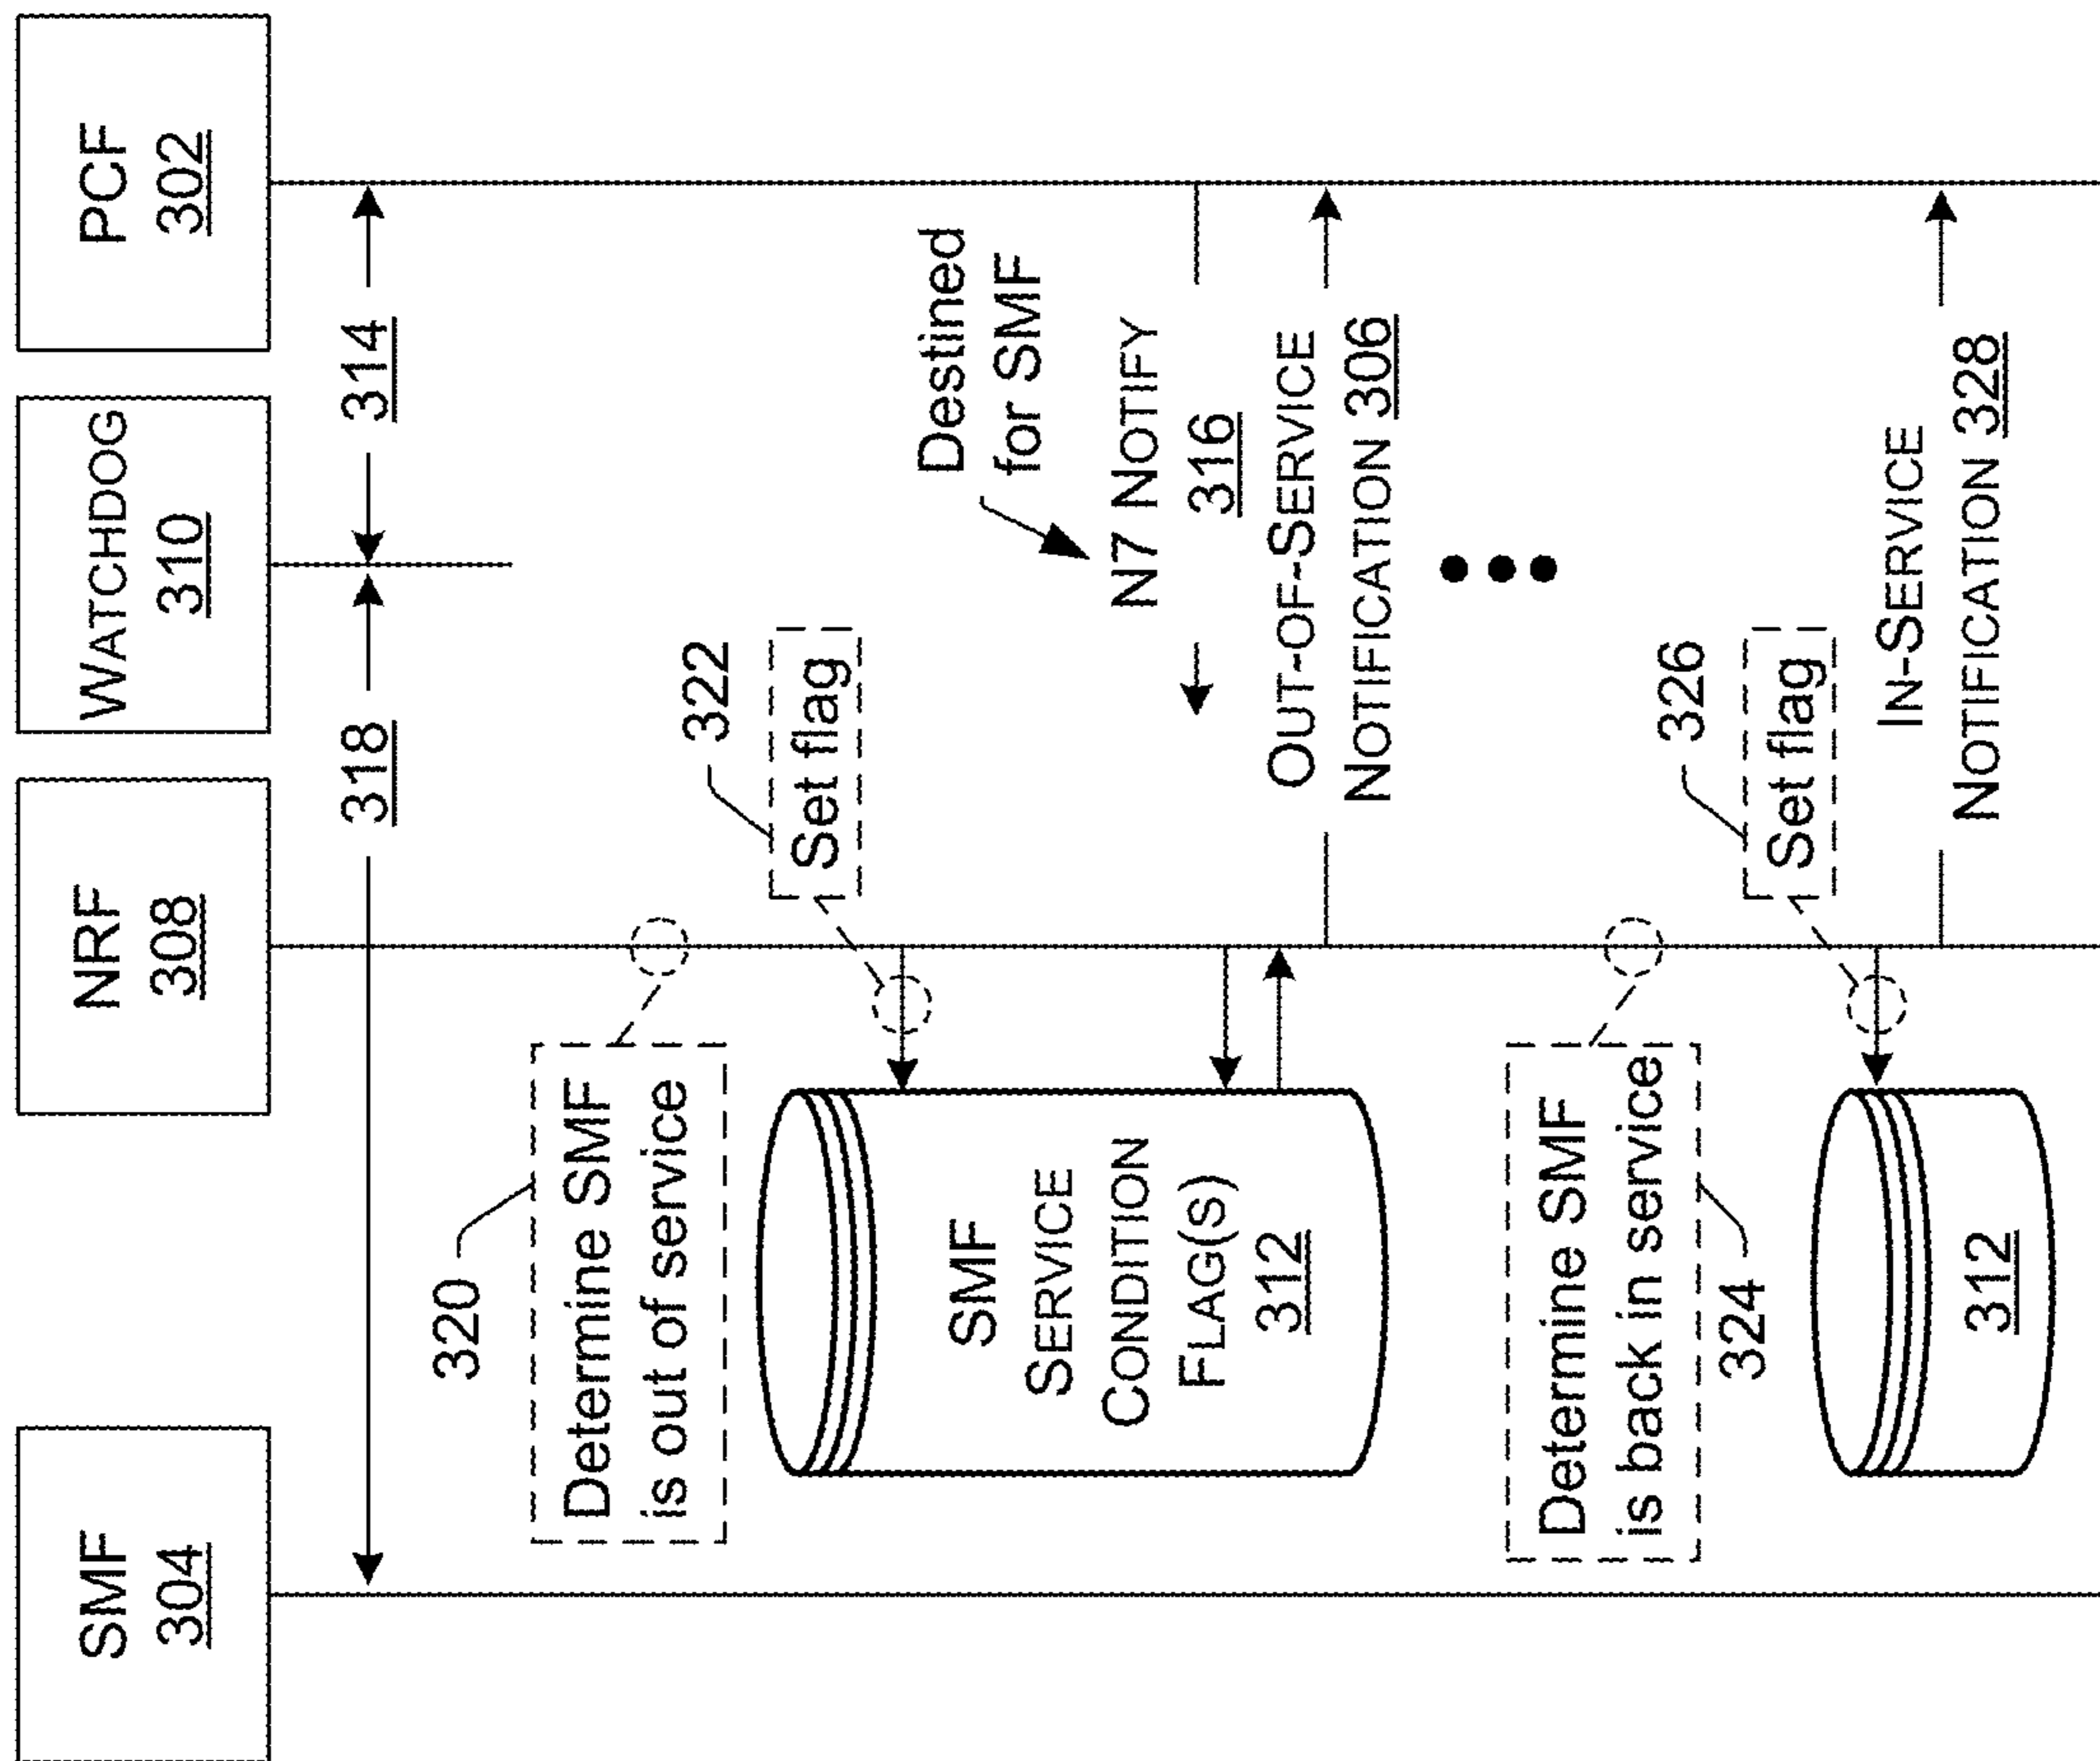 SMF
304
NRF
308
WATCHDOG
310
PCF
302
318
314
320
Determine SMF
is out of service
322
Set flag
SMF
SERVICE
CONDITION
FLAG(S)
312
Destined
for SMF
N7 NOTIFY
316
OUT-OF-SERVICE
NOTIFICATION 306
Determine SMF
is back in service
324
326
Set flag
312
IN-SERVICE
NOTIFICATION 328